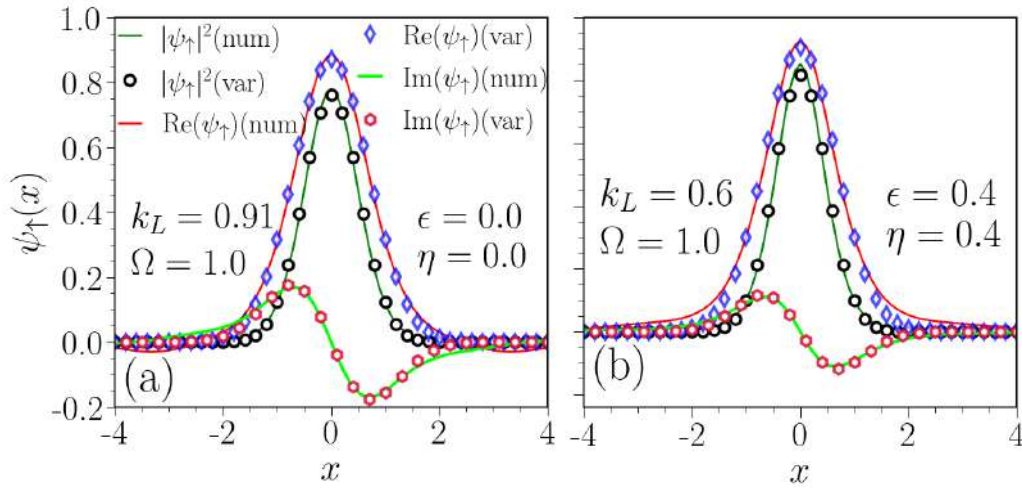 1.0
0.8
0.6
0.4
0.2
0.0
-0.2
ψ↑(x)
|ψ↑|²(num)
|ψ↑|²(var)
Re(ψ↑)(num)
Re(ψ↑)(var)
Im(ψ↑)(num)
Im(ψ↑)(var)
k_L = 0.91
Ω = 1.0
ϵ = 0.0
η = 0.0
(a)
-4 -2 0 2 4
x
k_L = 0.6
Ω = 1.0
ϵ = 0.4
η = 0.4
(b)
-4 -2 0 2 4
x